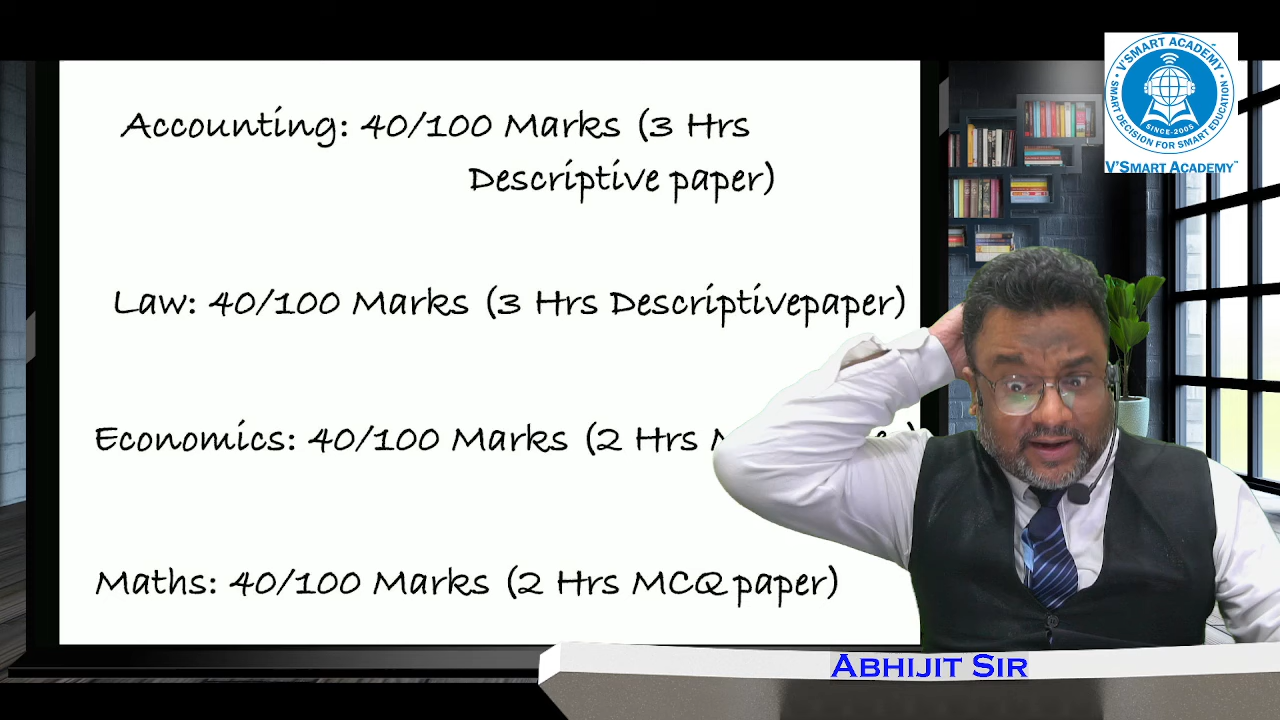 Accounting: 40/100 Marks (3 Hrs
Descriptive paper)
Law: 40/100 Marks (3 Hrs Descriptivepaper)
Economics: 40/100 Marks (2 Hrs
Maths: 40/100 Marks (2 Hrs MCQ paper)
V'SMART ACADEMY
SMART DECISION FOR SMART EDUCATION
SINCE-2005
V'SMART ACADEMY™
ABHIJIT SIR